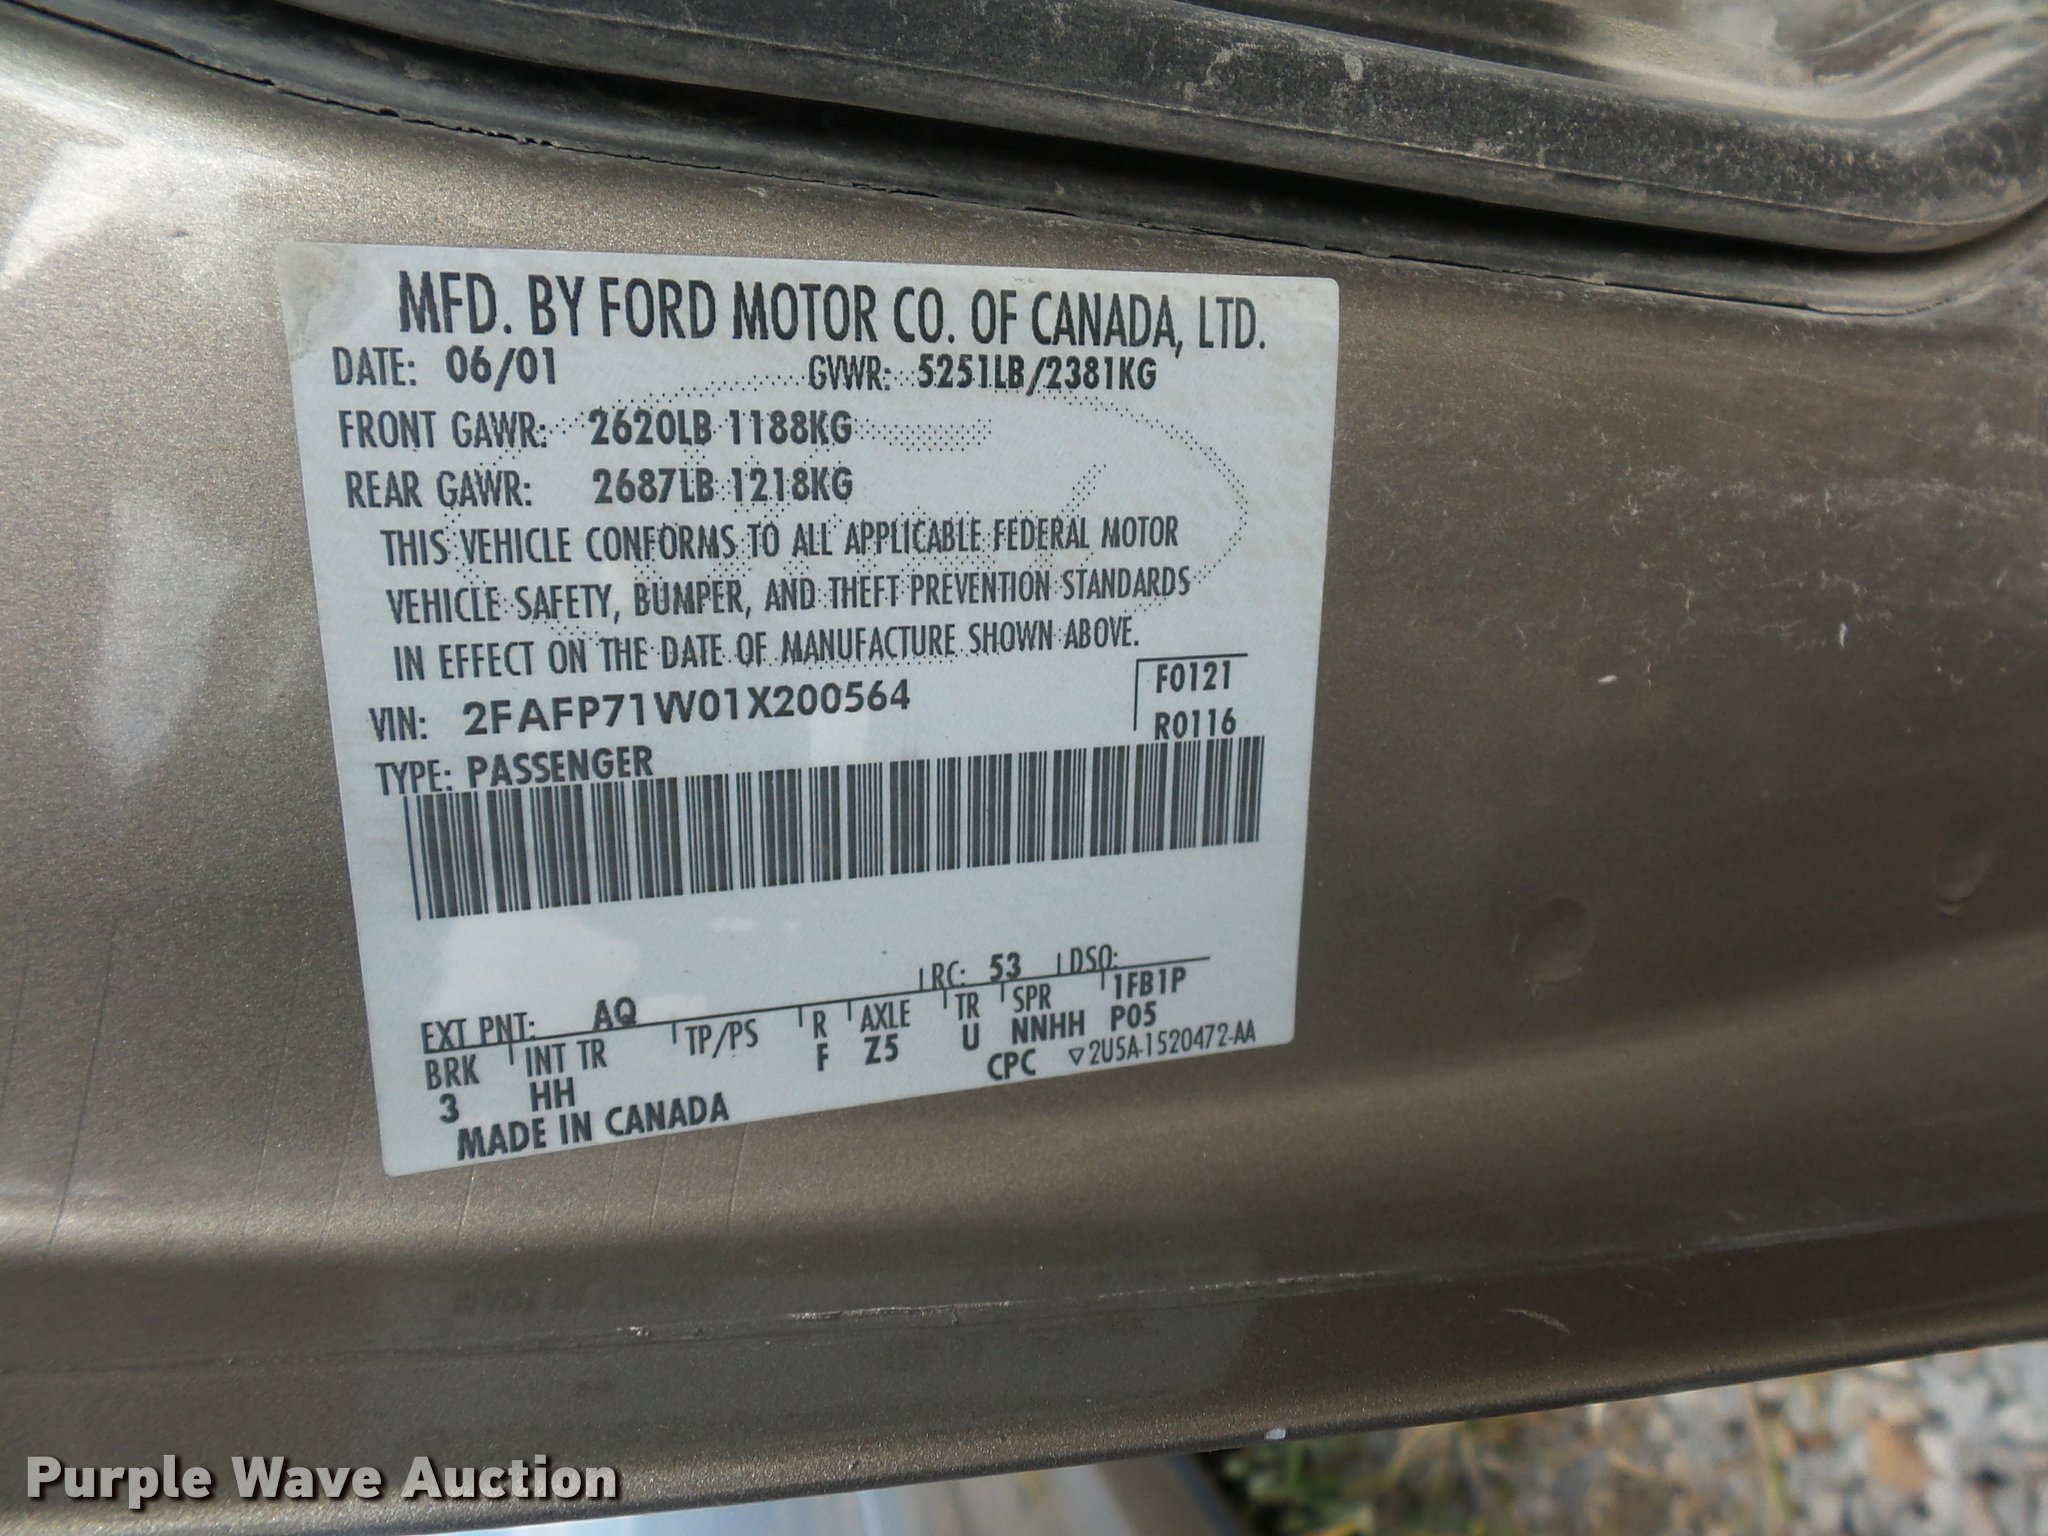 MFD. BY FORD MOTOR CO. OF CANADA, LTD.
DATE: 06/01 GVWR: 5251LB/2381KG
FRONT GAWR: 2620LB 1188KG
REAR GAWR: 2687LB 1218KG
THIS VEHICLE CONFORMS TO ALL APPLICABLE FEDERAL MOTOR
VEHICLE SAFETY, BUMPER, AND THEFT PREVENTION STANDARDS
IN EFFECT ON THE DATE OF MANUFACTURE SHOWN ABOVE.
VIN: 2FAFP71W01X200564
F0121
R0116
TYPE: PASSENGER
EXT PNT: AQ RC: 53 DSO:
BRK INT TR TP/PS R AXLE TR SPR 1FB1P
3 HH F Z5 U NNHH P05
MADE IN CANADA CPC ▽2U5A-1520472-AA
Purple Wave Auction